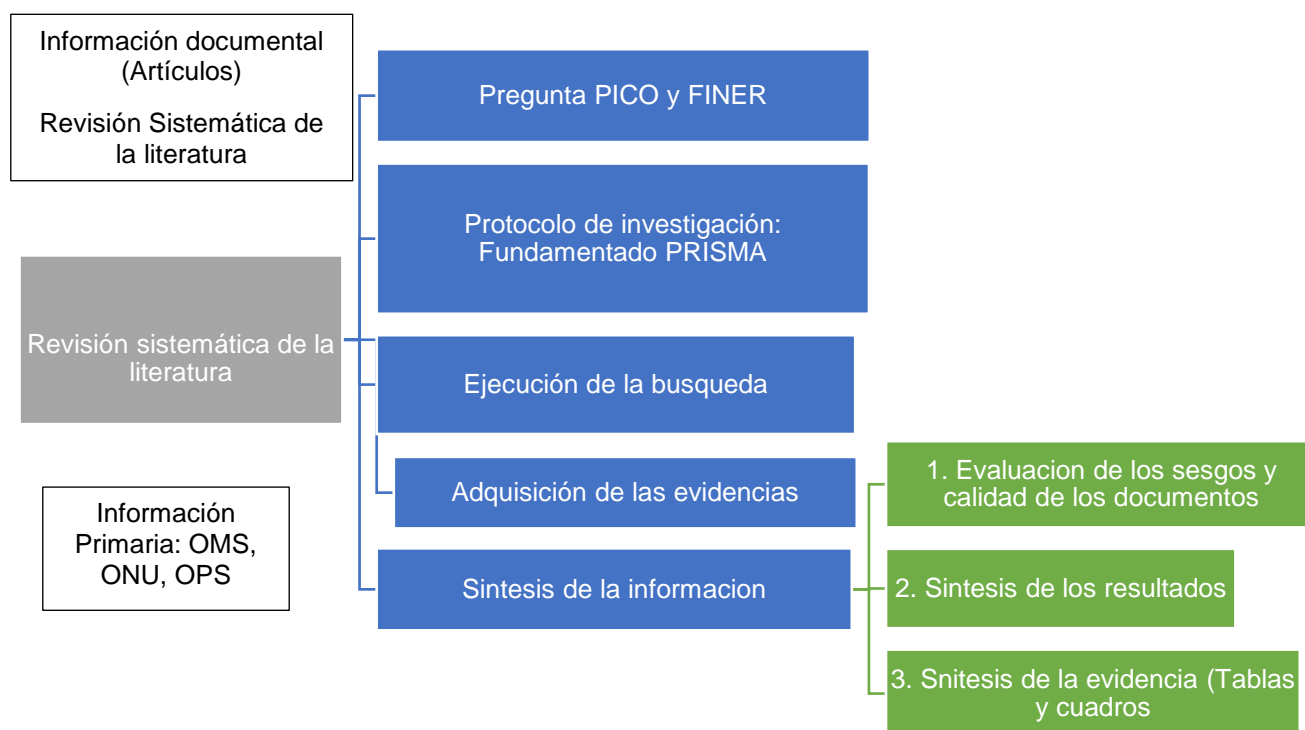 Información documental
(Artículos)
Revisión Sistemática de
la literatura
Revisión sistemática de la
literatura
Información
Primaria: OMS,
ONU, OPS
Pregunta PICO y FINER
Protocolo de investigación:
Fundamentado PRISMA
Ejecución de la busqueda
Adquisición de las evidencias
Sintesis de la informacion
1. Evaluacion de los sesgos y
calidad de los documentos
2. Sintesis de los resultados
3. Snitesis de la evidencia (Tablas
y cuadros